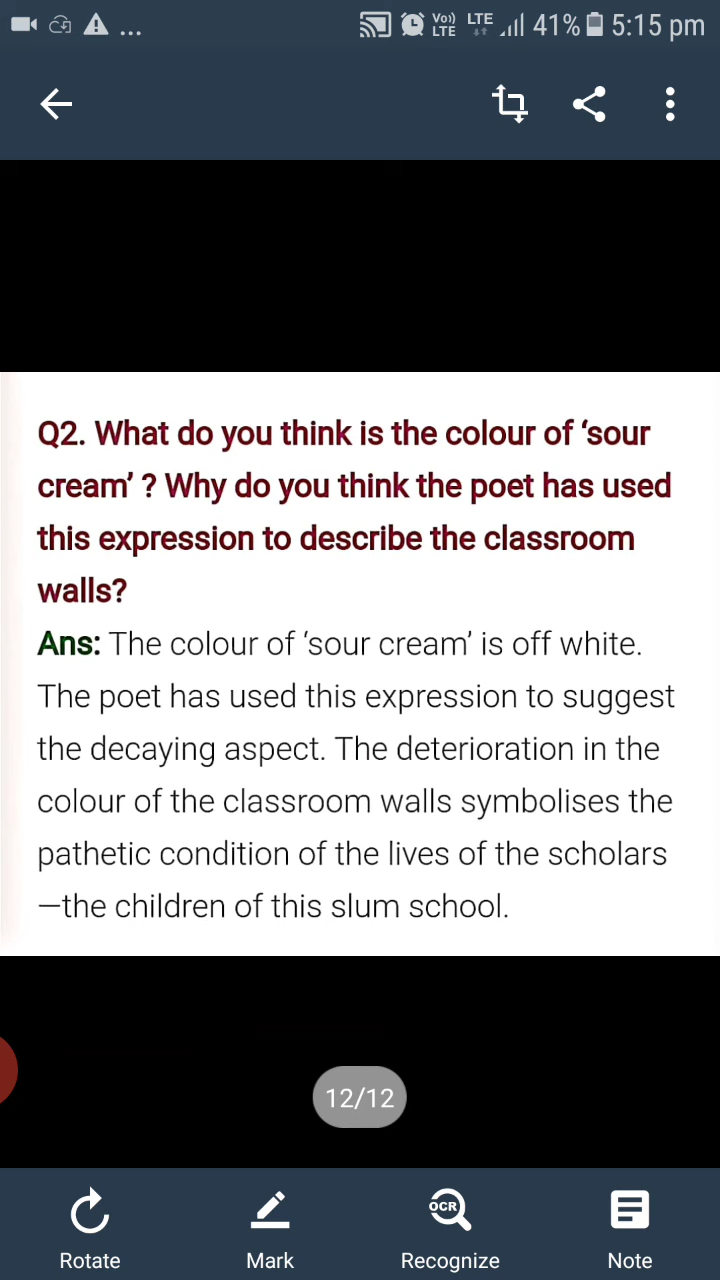 ... Vo)) LTE LTE 41% 5:15 pm
Q2. What do you think is the colour of ‘sour
cream’ ? Why do you think the poet has used
this expression to describe the classroom
walls?
Ans: The colour of ‘sour cream’ is off white.
The poet has used this expression to suggest
the decaying aspect. The deterioration in the
colour of the classroom walls symbolises the
pathetic condition of the lives of the scholars
—the children of this slum school.
12/12
OCR
Rotate Mark Recognize Note